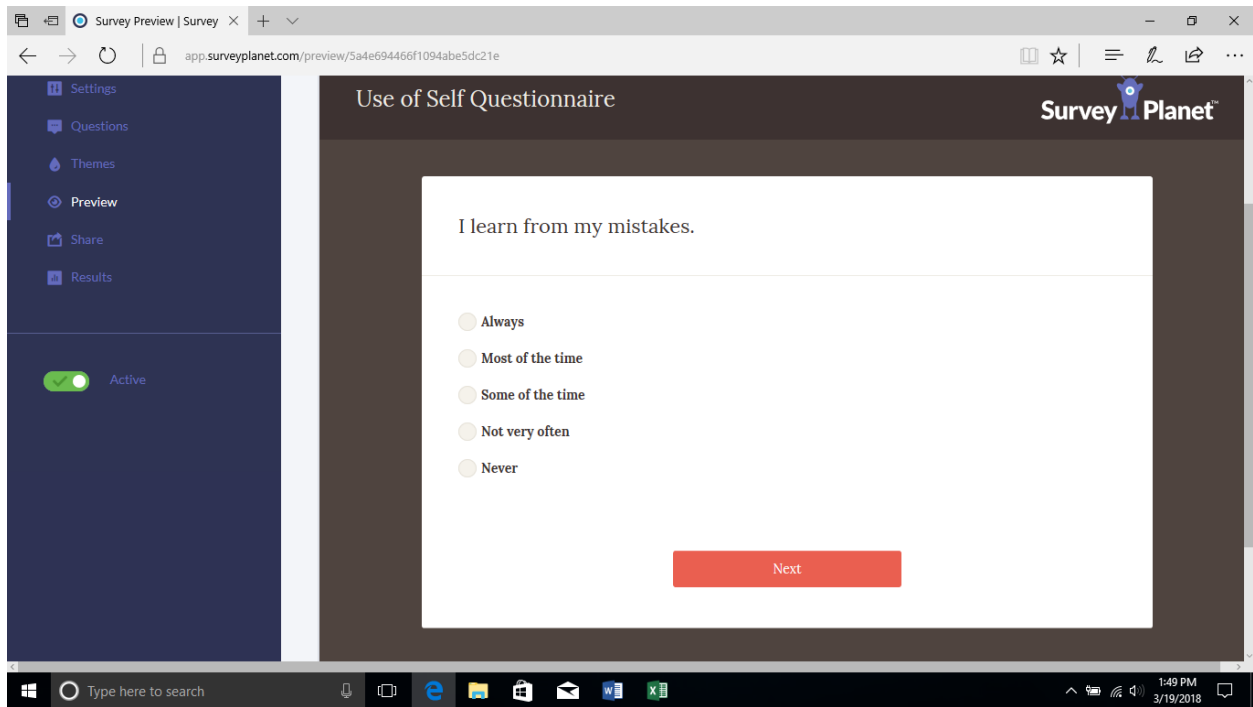 Survey Preview | Survey
app.surveyplanet.com/preview/5a4e694466f1094abe5dc21e
Settings
Questions
Themes
Preview
Share
Results
Active
Use of Self Questionnaire
Survey Planet™
I learn from my mistakes.
Always
Most of the time
Some of the time
Not very often
Never
Next
Type here to search
1:49 PM
3/19/2018